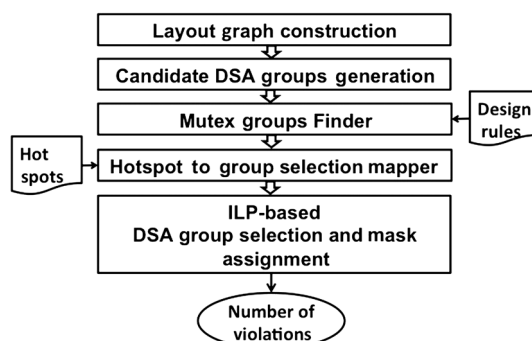 Layout graph construction
Candidate DSA groups generation
Mutex groups Finder
Design
rules
Hot
spots
Hotspot to group selection mapper
ILP-based
DSA group selection and mask
assignment
Number of
violations